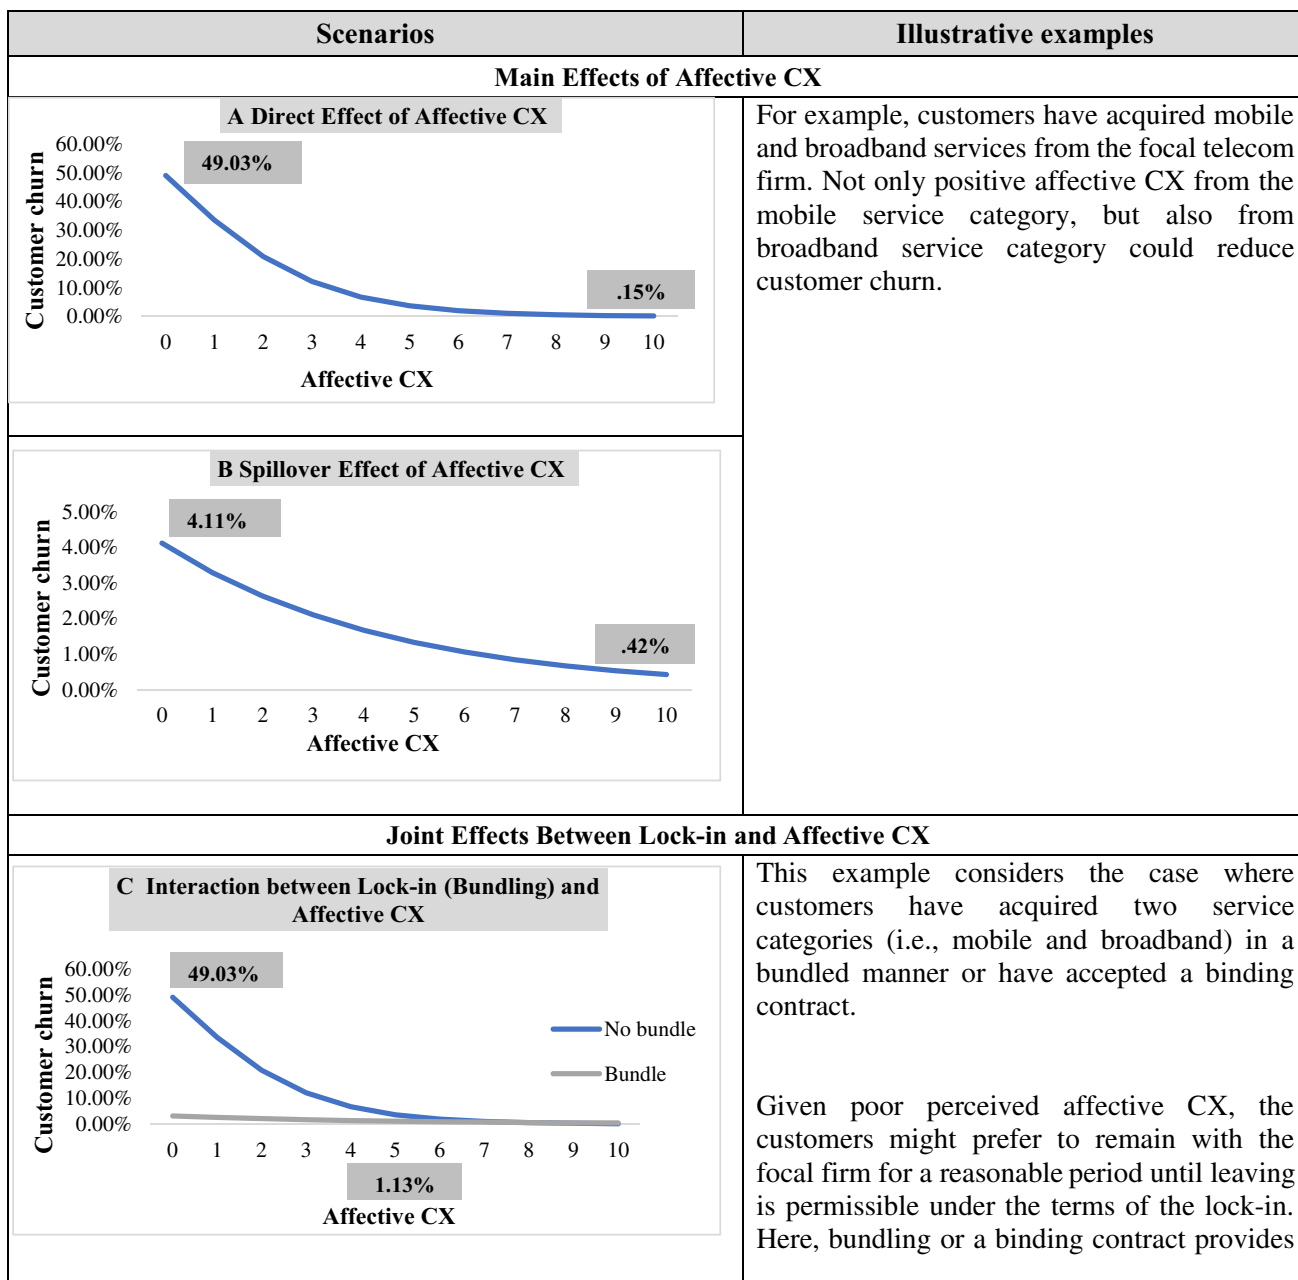 Scenarios
Illustrative examples
Main Effects of Affective CX
A Direct Effect of Affective CX
60.00%
50.00%
40.00%
30.00%
20.00%
10.00%
0.00%
49.03%
.15%
0 1 2 3 4 5 6 7 8 9 10
Customer churn
Affective CX
For example, customers have acquired mobile
and broadband services from the focal telecom
firm. Not only positive affective CX from the
mobile service category, but also from
broadband service category could reduce
customer churn.
B Spillover Effect of Affective CX
5.00%
4.00%
3.00%
2.00%
1.00%
0.00%
4.11%
.42%
0 1 2 3 4 5 6 7 8 9 10
Customer churn
Affective CX
Joint Effects Between Lock-in and Affective CX
C Interaction between Lock-in (Bundling) and
Affective CX
60.00%
50.00%
40.00%
30.00%
20.00%
10.00%
0.00%
49.03%
No bundle
Bundle
0 1 2 3 4 5 6 7 8 9 10
1.13%
Customer churn
Affective CX
This example considers the case where
customers have acquired two service
categories (i.e., mobile and broadband) in a
bundled manner or have accepted a binding
contract.
Given poor perceived affective CX, the
customers might prefer to remain with the
focal firm for a reasonable period until leaving
is permissible under the terms of the lock-in.
Here, bundling or a binding contract provides